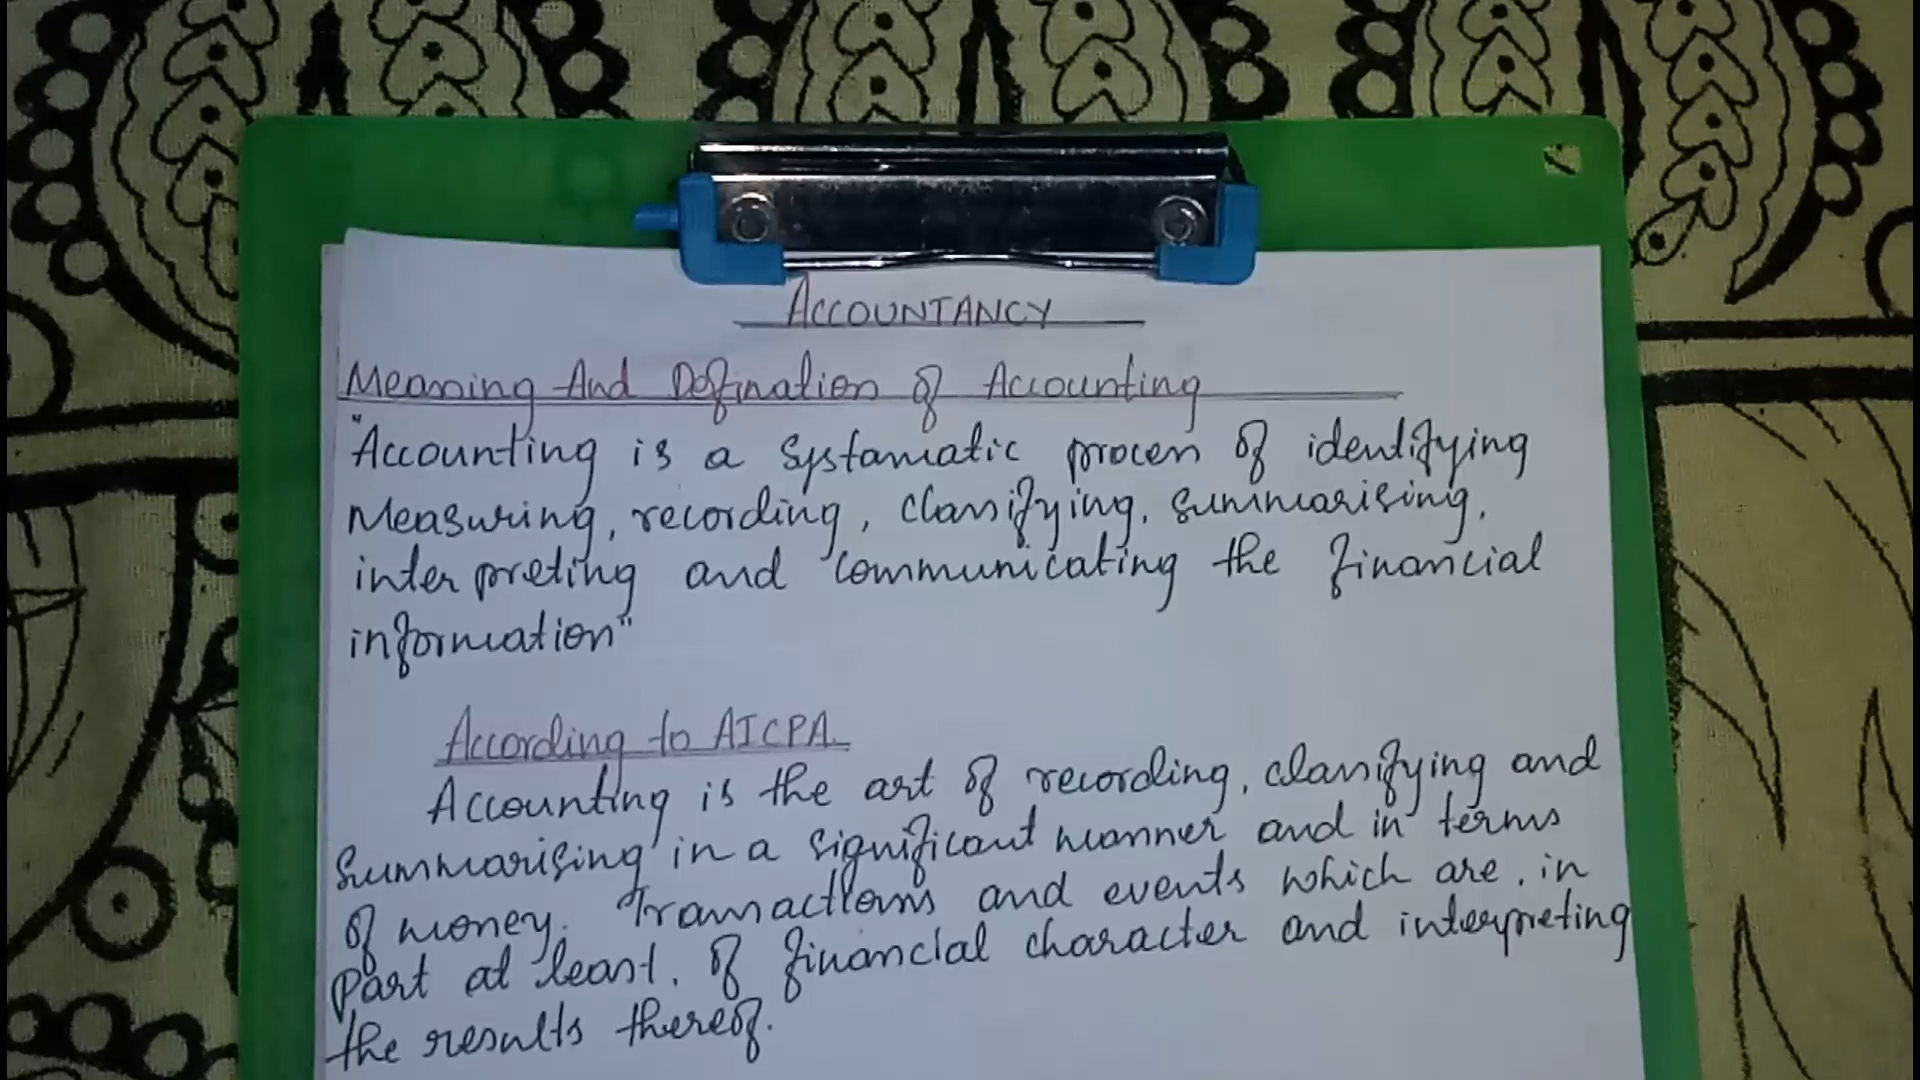 ACCOUNTANCY
Meaning And Defination of Accounting
"Accounting is a Systamatic process of identifying
Measuring, recording, classifying, summarising,
interpreting and communicating the financial
information"
According to AICPA.
Accounting is the art of recording, classifying and
Summarising in a significant manner and in terms
of money. Transactions and events which are, in
Part at least, of financial character and interpreting
the results thereof.